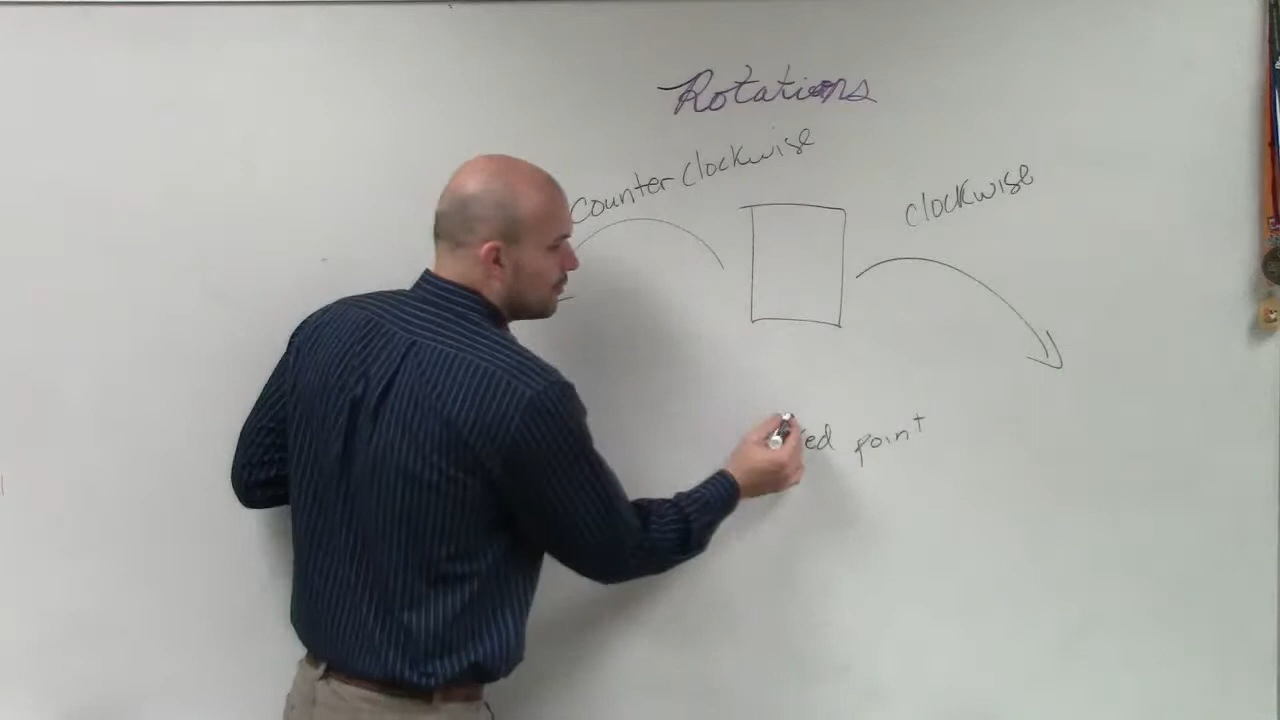 Rotations
Counter clockwise
clockwise
point